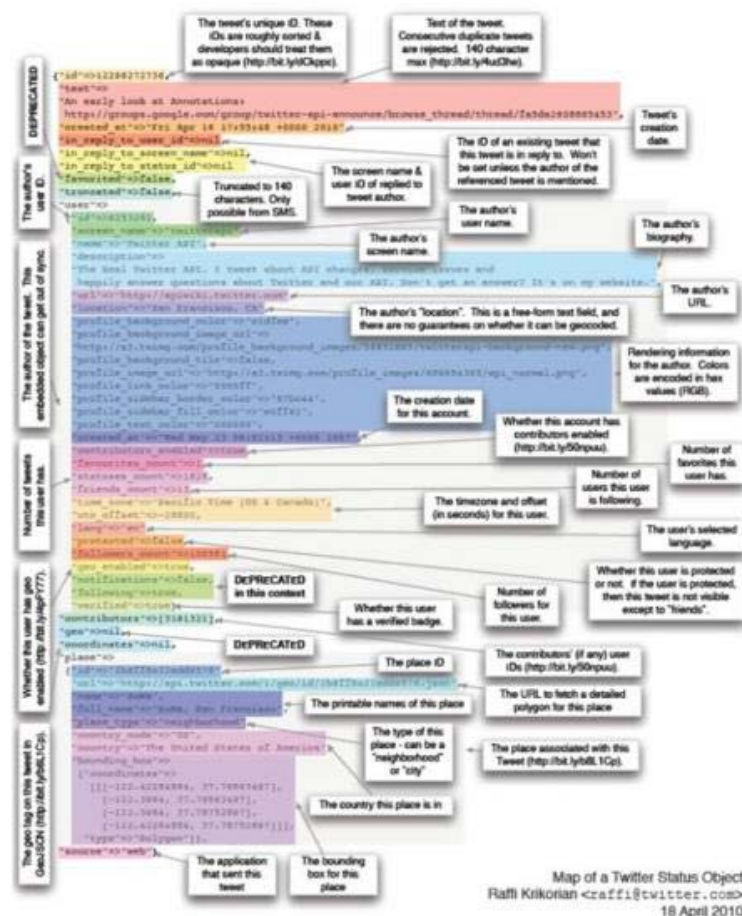 The tweet's unique ID. These
IDs are roughly sorted &
developers should treat them
as opaque (http://bit.ly/dCkppc).
Text of the tweet.
Consecutive duplicate tweets
are rejected. 140 character
max (http://bit.ly/4ud3he).
DEPRECATED
{"id"=>12296272736,
"text"=>
"An early look at Annotations:
http://groups.google.com/group/twitter-api-announce/browse_thread/thread/fa5da2608865453",
"created_at"=>"Fri Apr 16 17:55:46 +0000 2010",
Tweet's
creation
date.
"in_reply_to_user_id"=>nil,
"in_reply_to_screen_name"=>nil,
"in_reply_to_status_id"=>nil
"favorited"=>false,
"truncated"=>false,
The ID of an existing tweet that
this tweet is in reply to. Won't
be set unless the author of the
referenced tweet is mentioned.
The screen name &
user ID of replied to
tweet author.
Truncated to 140
characters. Only
possible from SMS.
The author's
user ID.
"user"=>
{"id"=>6253282,
"screen_name"=>"twitterapi",
The author's
user name.
"name"=>"Twitter API",
The author's
screen name.
The author's
biography.
"description"=>
"The Real Twitter API. I tweet about API changes, service issues and
happily answer questions about Twitter and our API. Don't get an answer? It's on my website.",
"url"=>"http://apiwiki.twitter.com",
The author's
URL.
"location"=>"San Francisco, CA",
The author's "location". This is a free-form text field, and
there are no guarantees on whether it can be geocoded.
The author of the tweet. This
embedded object can get out of sync.
"profile_background_color"=>
"profile_background_image_url"=>
"profile_background_tile"=>false,
"profile_image_url"=>
"profile_link_color"=>"0000ff",
"profile_sidebar_border_color"=>
"profile_sidebar_fill_color"=>
"profile_text_color"=>"000000",
Rendering information
for the author. Colors
are encoded in hex
values (RGB).
"created_at"=>
The creation date
for this account.
"contributors_enabled"=>true,
Whether this account has
contributors enabled
(http://bit.ly/50npuu).
"favourites_count"=>
Number of
favorites this
user has.
"statuses_count"=>
Number of tweets
this user has.
"friends_count"=>
Number of
users this user
is following.
"time_zone"=>"Pacific Time (US & Canada)",
"utc_offset"=>-28800,
The timezone and offset
(in seconds) for this user.
"lang"=>"en",
The user's selected
language.
"protected"=>false,
Whether this user is protected
or not. If the user is protected,
then this tweet is not visible
except to "friends".
"followers_count"=>
Number of
followers for
this user.
"geo_enabled"=>true,
Whether this user has geo
enabled (http://bit.ly/4pFY77).
"notifications"=>false,
"following"=>true,
DEPRECATED
in this context
"verified"=>true},
Whether this user
has a verified badge.
"contributors"=>[3191321],
The contributors' (if any) user
IDs (http://bit.ly/50npuu).
"geo"=>nil,
DEPRECATED
"coordinates"=>nil,
The geo tag on this tweet in
GeoJSON (http://bit.ly/b8L1Cp).
"place"=>
{"id"=>
The place ID
"url"=>
The URL to fetch a detailed
polygon for this place
"name"=>"SoMa",
"full_name"=>"SoMa, San Francisco",
The printable names of this place
"place_type"=>"neighborhood",
The type of this
place - can be a
"neighborhood"
or "city"
"country_code"=>"US",
"country"=>"The United States of America",
The country this place is in
The place associated with this
Tweet (http://bit.ly/b8L1Cp).
"bounding_box"=>
{"coordinates"=>
"type"=>"Polygon"}},
The bounding
box for this
place
"source"=>"web"}
The application
that sent this
tweet
Map of a Twitter Status Object
Raffi Krikorian <raffi@twitter.com>
18 April 2010